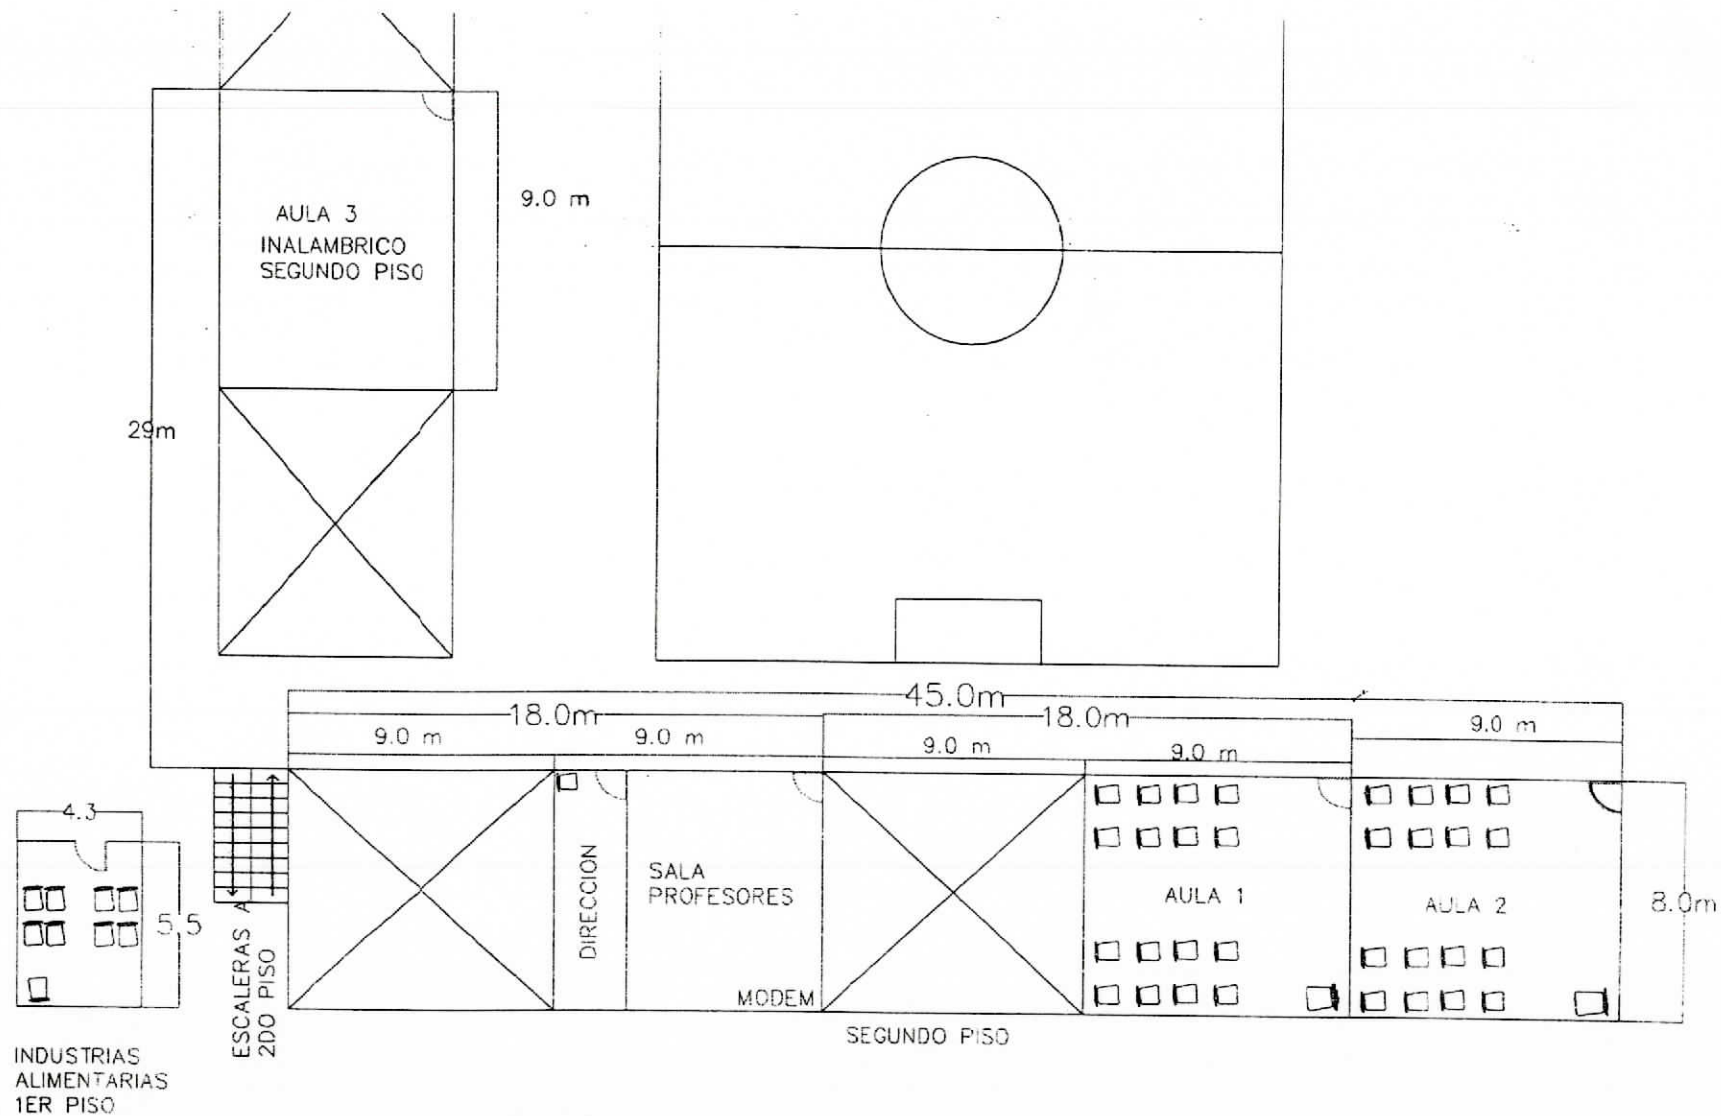 AULA 3
INALAMBRICO
SEGUNDO PISO
9.0 m
29m
45.0m
18.0m
18.0m
9.0 m
9.0 m
9.0 m
9.0 m
9.0 m
4.3
5.5
ESCALERAS A
2DO PISO
DIRECCION
SALA
PROFESORES
MODEM
AULA 1
AULA 2
8.0m
SEGUNDO PISO
INDUSTRIAS
ALIMENTARIAS
1ER PISO